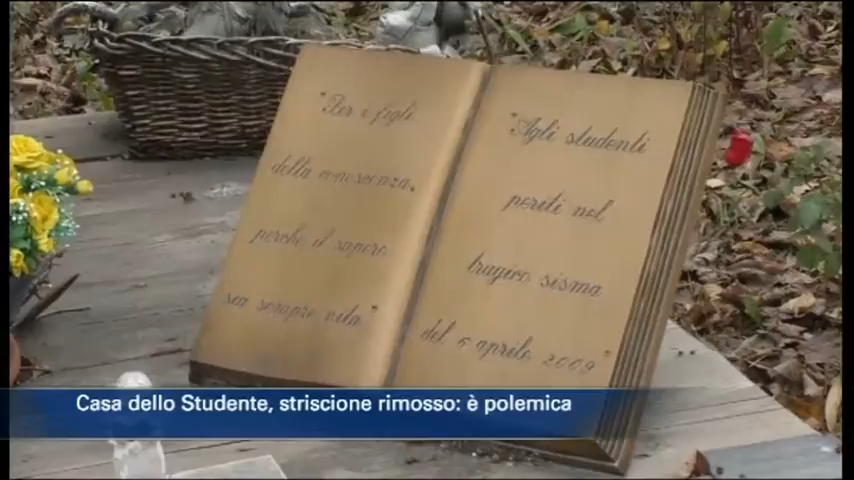 "Per i figli
della conoscenza,
perchè il sapere
sia sempre vita"
"Agli studenti
periti nel
tragico sisma
del 6 aprile 2009"
Casa dello Studente, striscione rimosso: è polemica